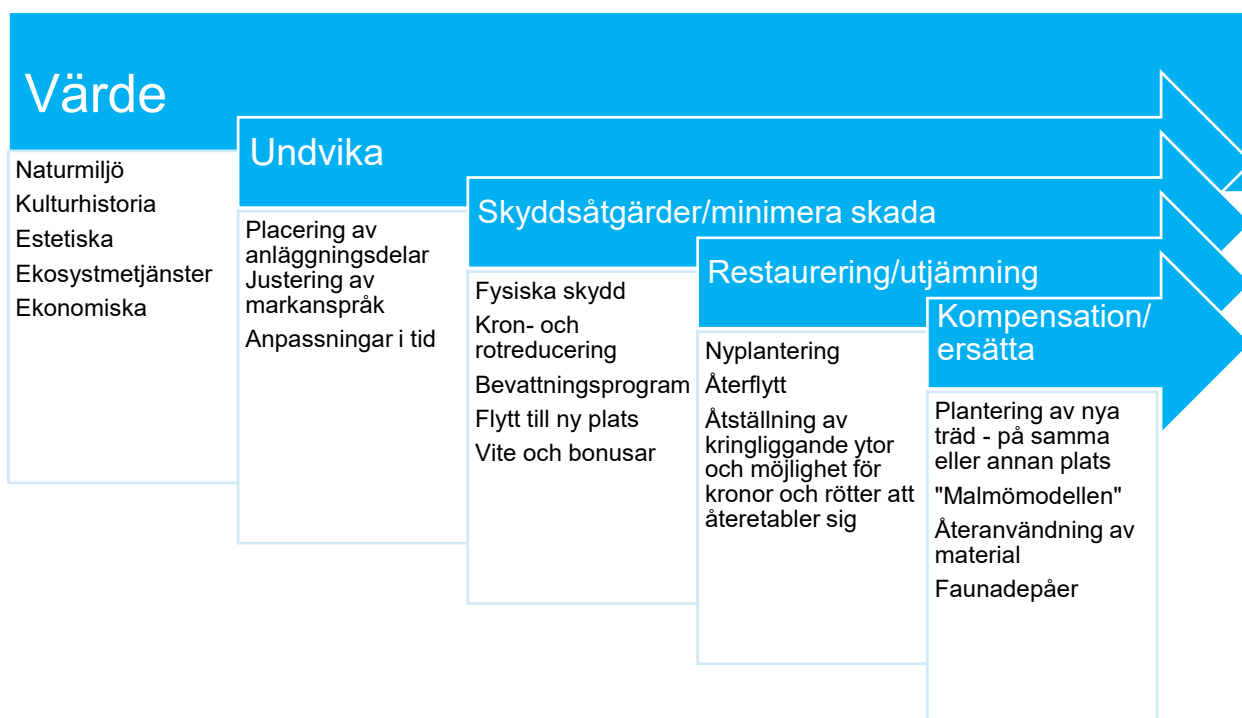 Värde
Naturmiljö
Kulturhistoria
Estetiska
Ekosystmetjänster
Ekonomiska
Undvika
Placering av
anläggningsdelar
Justering av
markanspråk
Anpassningar i tid
Skyddsåtgärder/minimera skada
Fysiska skydd
Kron- och
rotreducering
Bevattningsprogram
Flytt till ny plats
Vite och bonusar
Restaurering/utjämning
Nyplantering
Återflytt
Åtställning av
kringliggande ytor
och möjlighet för
kronor och rötter att
återetabler sig
Kompensation/
ersätta
Plantering av nya
träd - på samma
eller annan plats
"Malmömodellen"
Återanvändning av
material
Faunadepåer